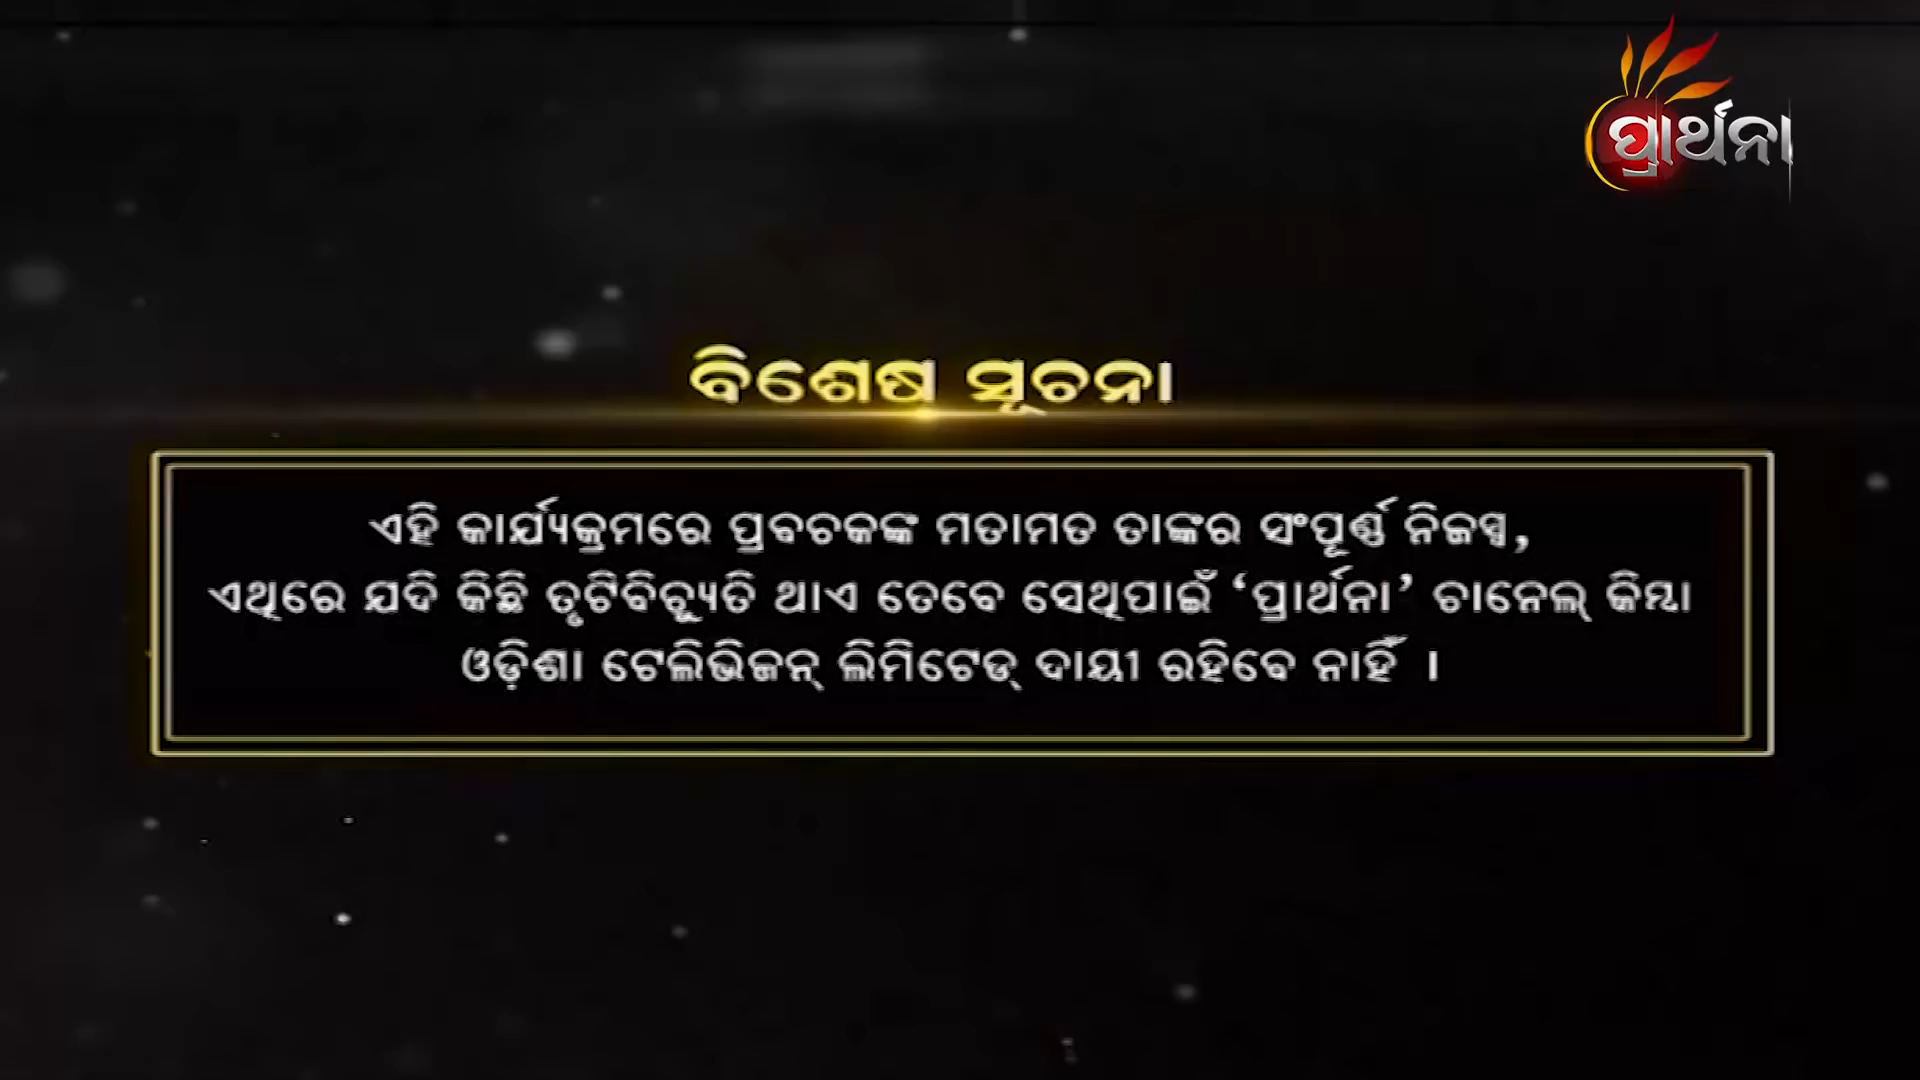 ପ୍ରାର୍ଥନା
ବିଶେଷ ସୂଚନା
ଏହି କାର୍ଯ୍ୟକ୍ରମରେ ପ୍ରବଚକଙ୍କ ମତାମତ ତାଙ୍କର ସଂପୂର୍ଣ୍ଣ ନିଜସ୍ୱ,
ଏଥିରେ ଯଦି କିଛି ତୃଟିବିଚ୍ୟୁତି ଥାଏ ତେବେ ସେଥିପାଇଁ ‘ପ୍ରାର୍ଥନା’ ଚାନେଲ୍ କିମ୍ଭା
ଓଡ଼ିଶା ଟେଲିଭିଜନ୍ ଲିମିଟେଡ୍ ଦାୟୀ ରହିବେ ନାହିଁ ।